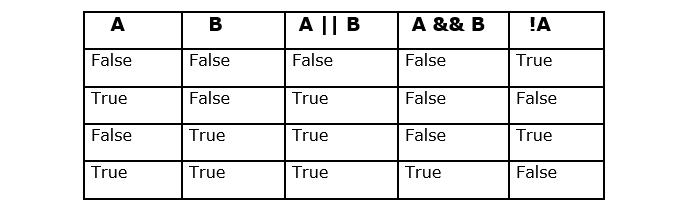 A B A || B A && B !A
False False False False True
True False True False False
False True True False True
True True True True False